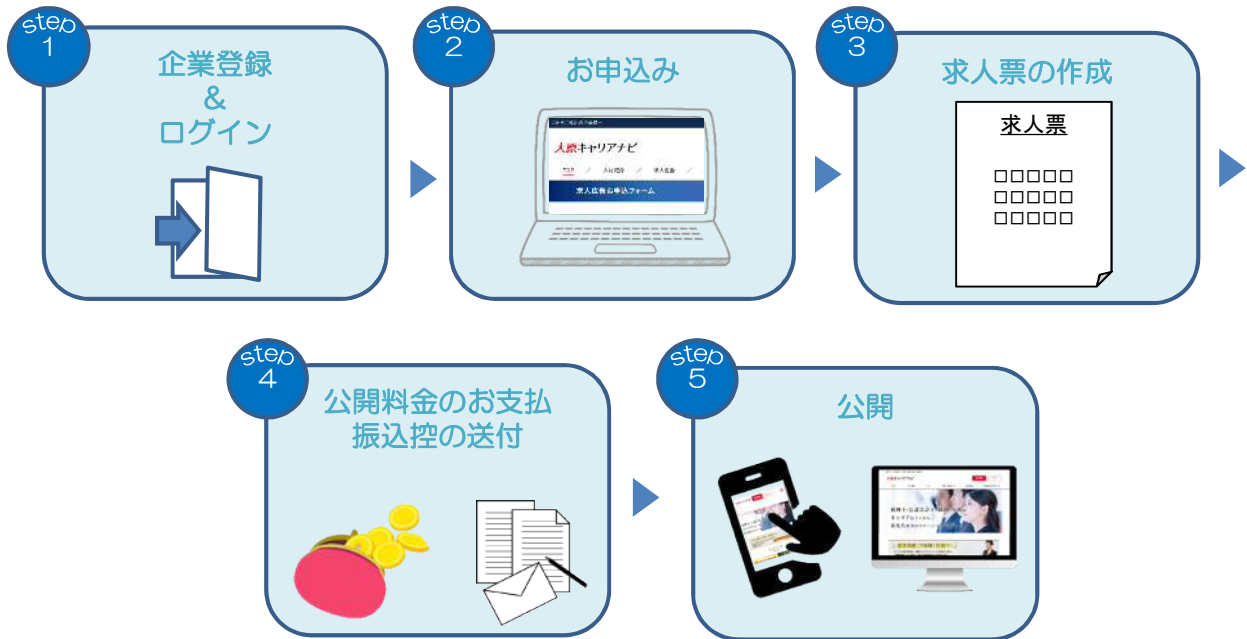 step
1
企業登録
&
ログイン
step
2
お申込み
大原キャリアナビ
求人広告お申込フォーム
step
3
求人票の作成
求人票
□□□□□
□□□□□
□□□□□
step
4
公開料金のお支払
振込控の送付
step
5
公開